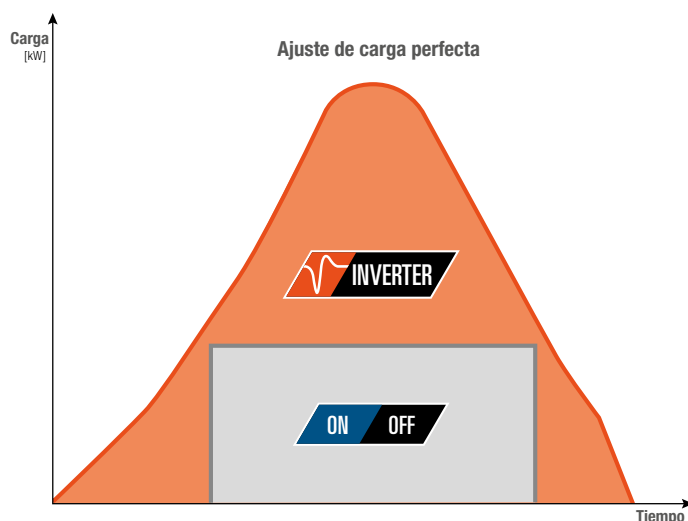 Carga
[kW]
Ajuste de carga perfecta
INVERTER
ON OFF
Tiempo